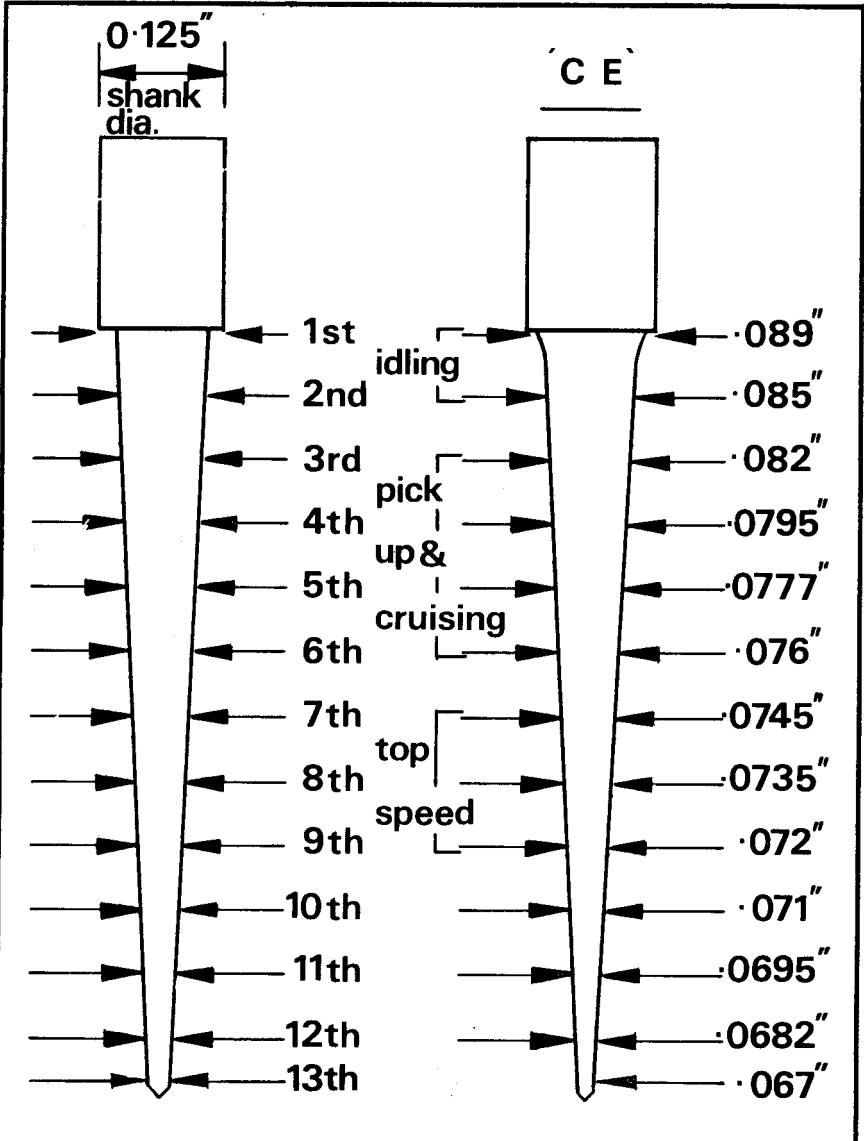 0·125"
shank
dia.
'C E'
1st
idling
·089"
2nd
·085"
3rd
·082"
pick
4th
·0795"
up &
5th
·0777"
cruising
6th
·076"
7th
·0745"
top
8th
·0735"
speed
9th
·072"
10th
·071"
11th
·0695"
12th
·0682"
13th
·067"